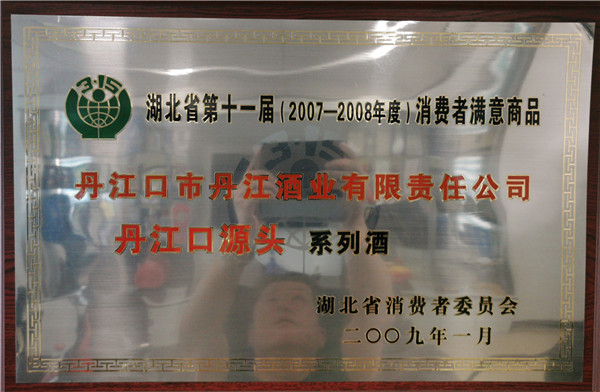 3·15
湖北省第十一届(2007—2008年度)消费者满意商品
丹江口市丹江酒业有限责任公司
丹江口源头 系列酒
湖北省消费者委员会
二〇〇九年一月